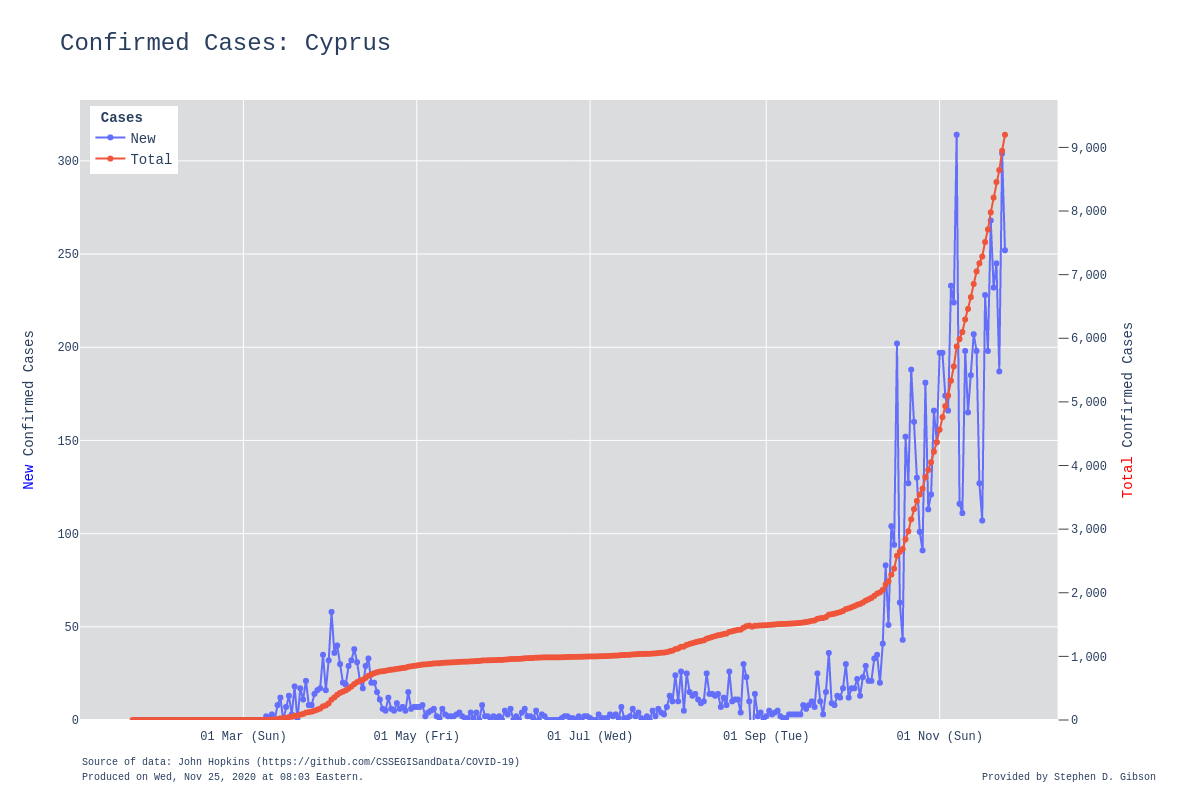 Confirmed Cases: Cyprus
Cases
New
Total
300
250
200
150
100
50
0
9,000
8,000
7,000
6,000
5,000
4,000
3,000
2,000
1,000
0
New Confirmed Cases
Total Confirmed Cases
01 Mar (Sun) 01 May (Fri) 01 Jul (Wed) 01 Sep (Tue) 01 Nov (Sun)
Source of data: John Hopkins (https://github.com/CSSEGISandData/COVID-19)
Produced on Wed, Nov 25, 2020 at 08:03 Eastern.
Provided by Stephen D. Gibson